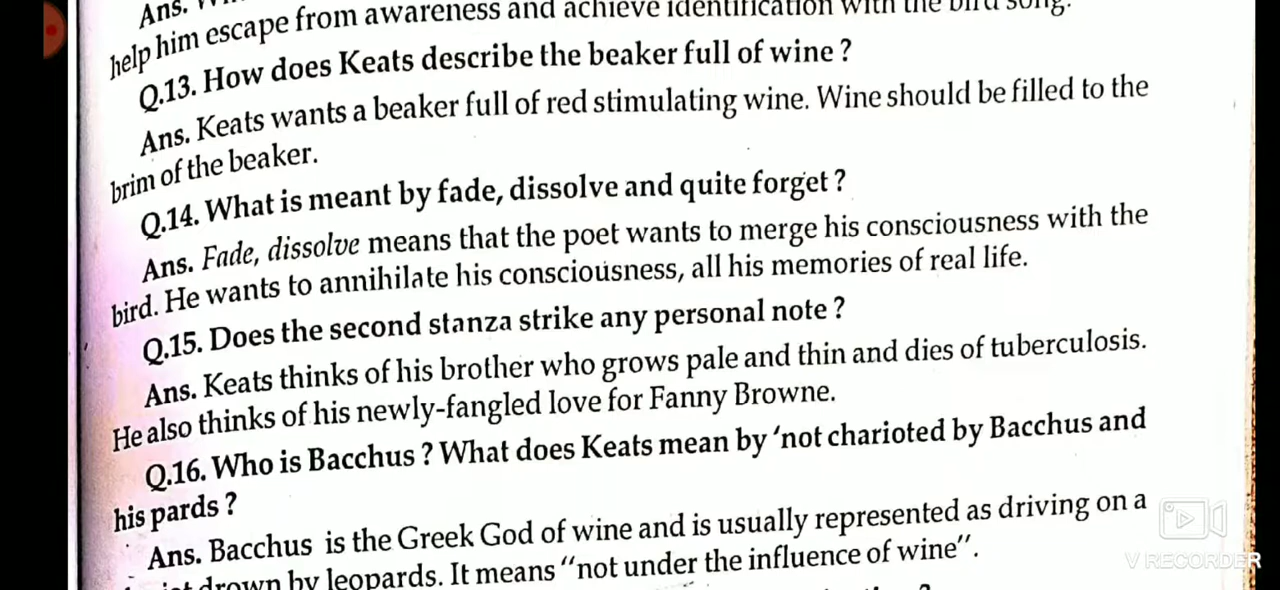 Ans.
help him escape from awareness and achieve identification with the bird song.
Q.13. How does Keats describe the beaker full of wine ?
Ans. Keats wants a beaker full of red stimulating wine. Wine should be filled to the
brim of the beaker.
Q.14. What is meant by fade, dissolve and quite forget ?
Ans. Fade, dissolve means that the poet wants to merge his consciousness with the
bird. He wants to annihilate his consciousness, all his memories of real life.
Q.15. Does the second stanza strike any personal note ?
Ans. Keats thinks of his brother who grows pale and thin and dies of tuberculosis.
He also thinks of his newly-fangled love for Fanny Browne.
Q.16. Who is Bacchus ? What does Keats mean by ‘not charioted by Bacchus and
his pards ?
Ans. Bacchus is the Greek God of wine and is usually represented as driving on a
drown by leopards. It means “not under the influence of wine”.
V RECORDER